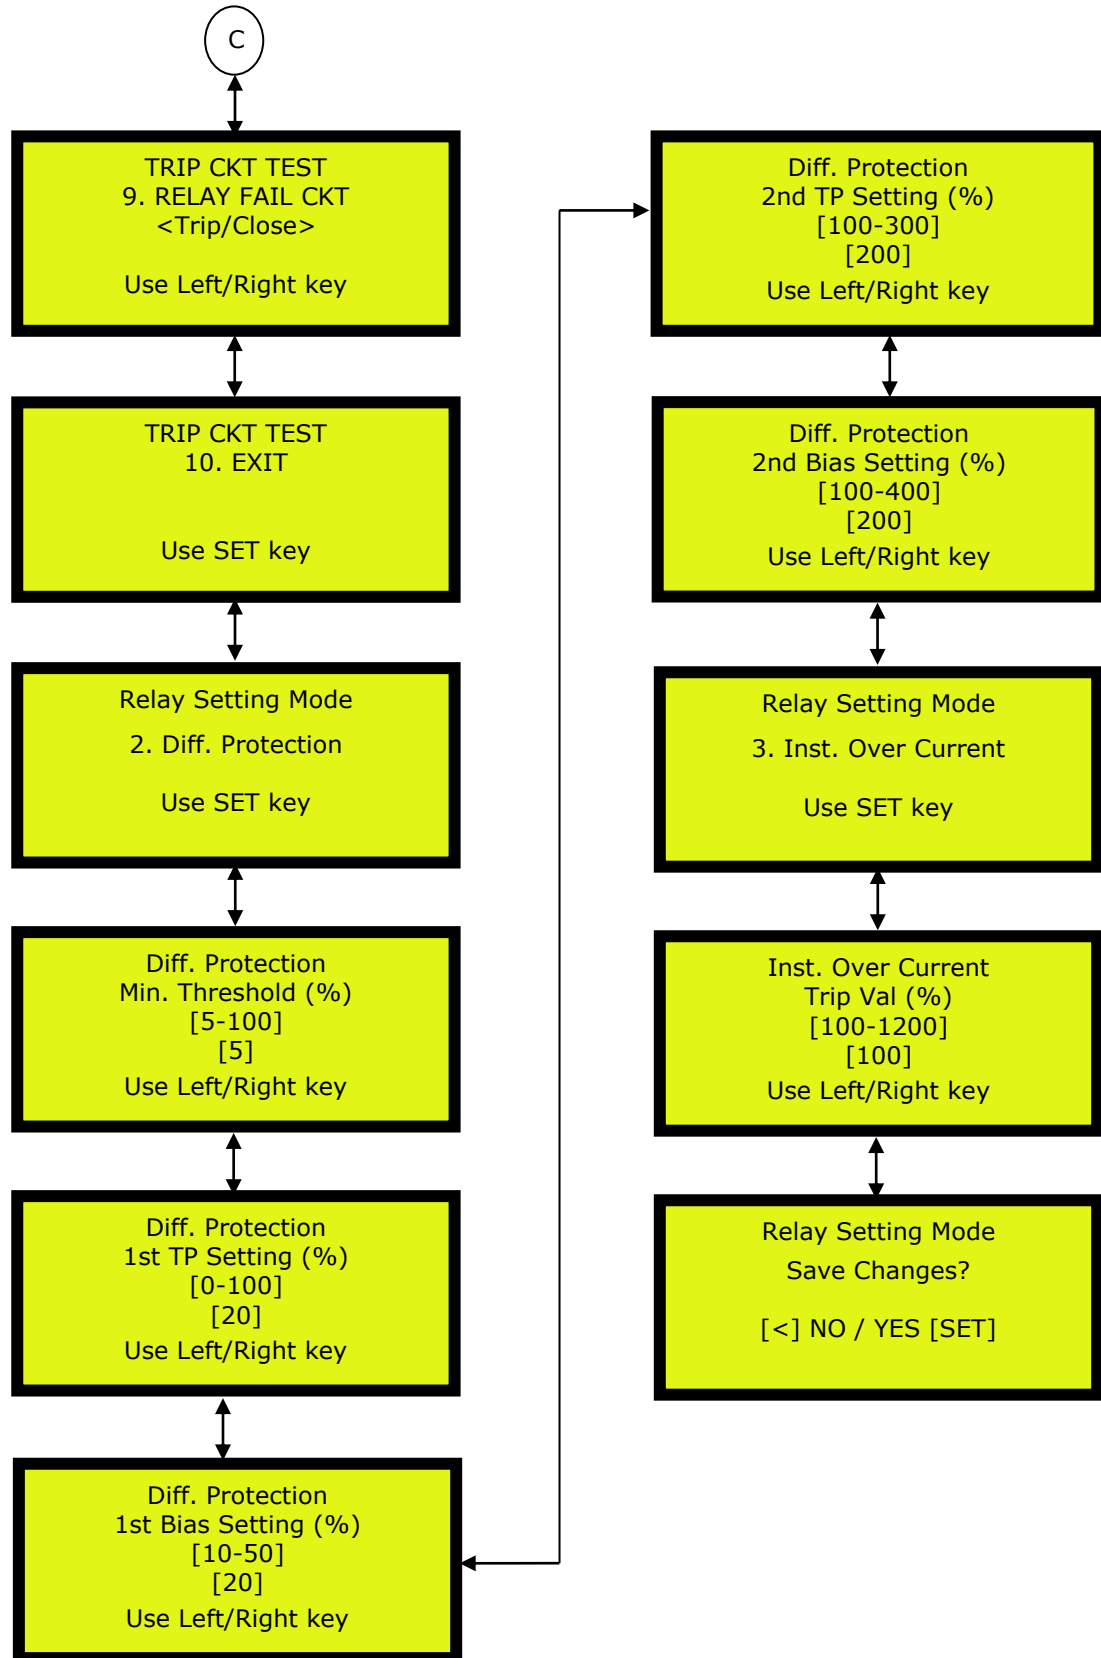 C
TRIP CKT TEST
9. RELAY FAIL CKT
<Trip/Close>
Use Left/Right key
TRIP CKT TEST
10. EXIT
Use SET key
Relay Setting Mode
2. Diff. Protection
Use SET key
Diff. Protection
Min. Threshold (%)
[5-100]
[5]
Use Left/Right key
Diff. Protection
1st TP Setting (%)
[0-100]
[20]
Use Left/Right key
Diff. Protection
1st Bias Setting (%)
[10-50]
[20]
Use Left/Right key
Diff. Protection
2nd TP Setting (%)
[100-300]
[200]
Use Left/Right key
Diff. Protection
2nd Bias Setting (%)
[100-400]
[200]
Use Left/Right key
Relay Setting Mode
3. Inst. Over Current
Use SET key
Inst. Over Current
Trip Val (%)
[100-1200]
[100]
Use Left/Right key
Relay Setting Mode
Save Changes?
[<] NO / YES [SET]